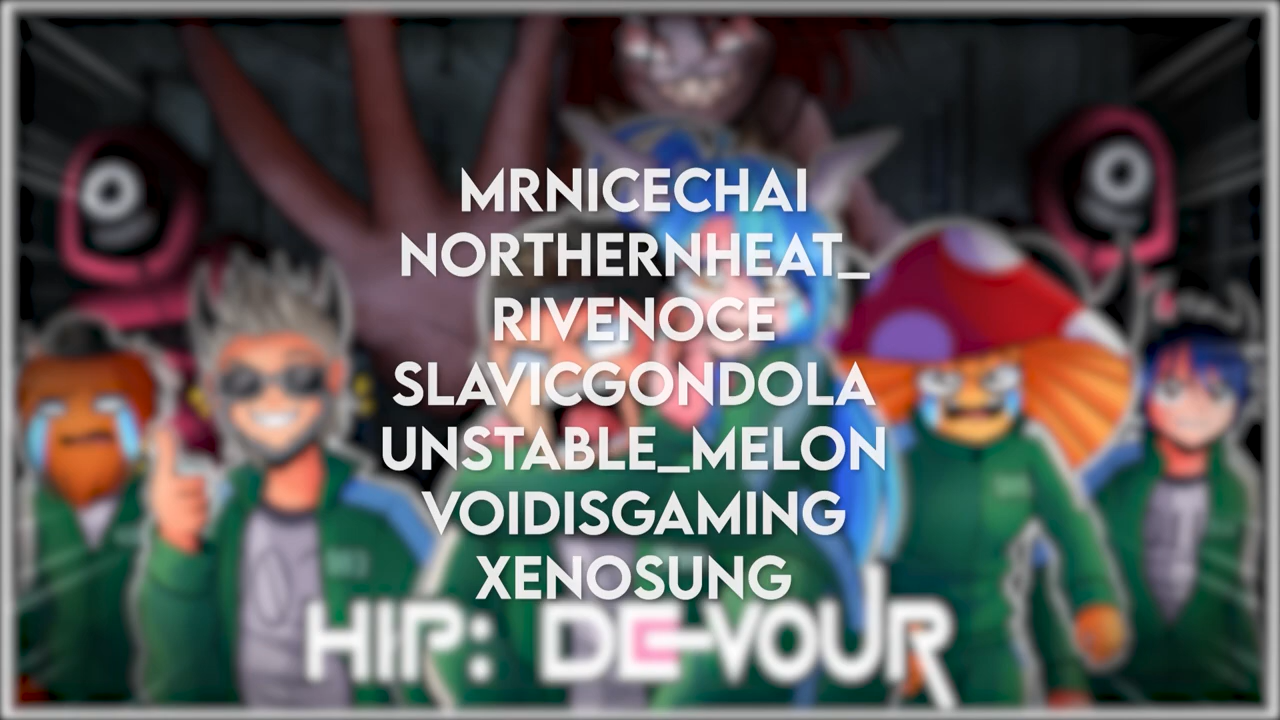 MRNICECHAI
NORTHERNHEAT_
RIVENOCE
SLAVICGONDOLA
UNSTABLE_MELON
VOIDISGAMING
XENOSUNG
HIP: DE-VOUR